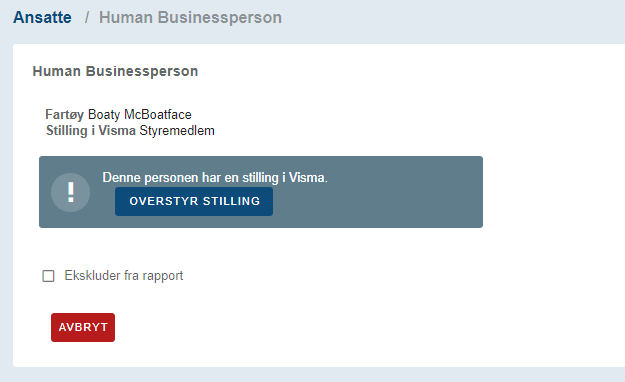 Ansatte / Human Businessperson
Human Businessperson
Fartøy Boaty McBoatface
Stilling i Visma Styremedlem
Denne personen har en stilling i Visma.
!
OVERSTYR STILLING
Ekskluder fra rapport
AVBRYT